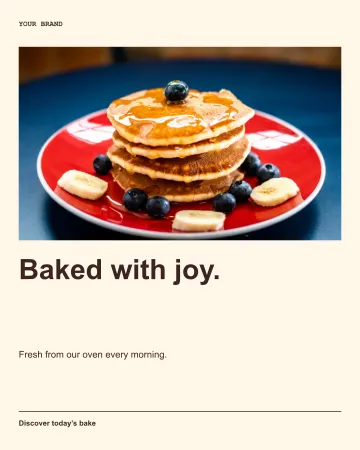 YOUR BRAND
Baked with joy.
Fresh from our oven every morning.
Discover today's bake